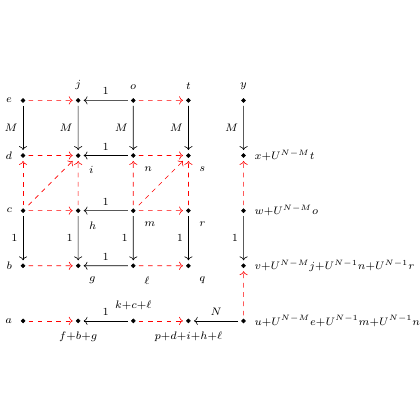 e j o t y
1
M M M M M
1
d i n s x+U^{N−M}t
1
c h m r w+U^{N−M}o
1 1 1 1 1
1
b g ℓ q v+U^{N−M}j+U^{N−1}n+U^{N−1}r
k+c+ℓ
1 N
a f+b+g p+d+i+h+ℓ u+U^{N−M}e+U^{N−1}m+U^{N−1}n